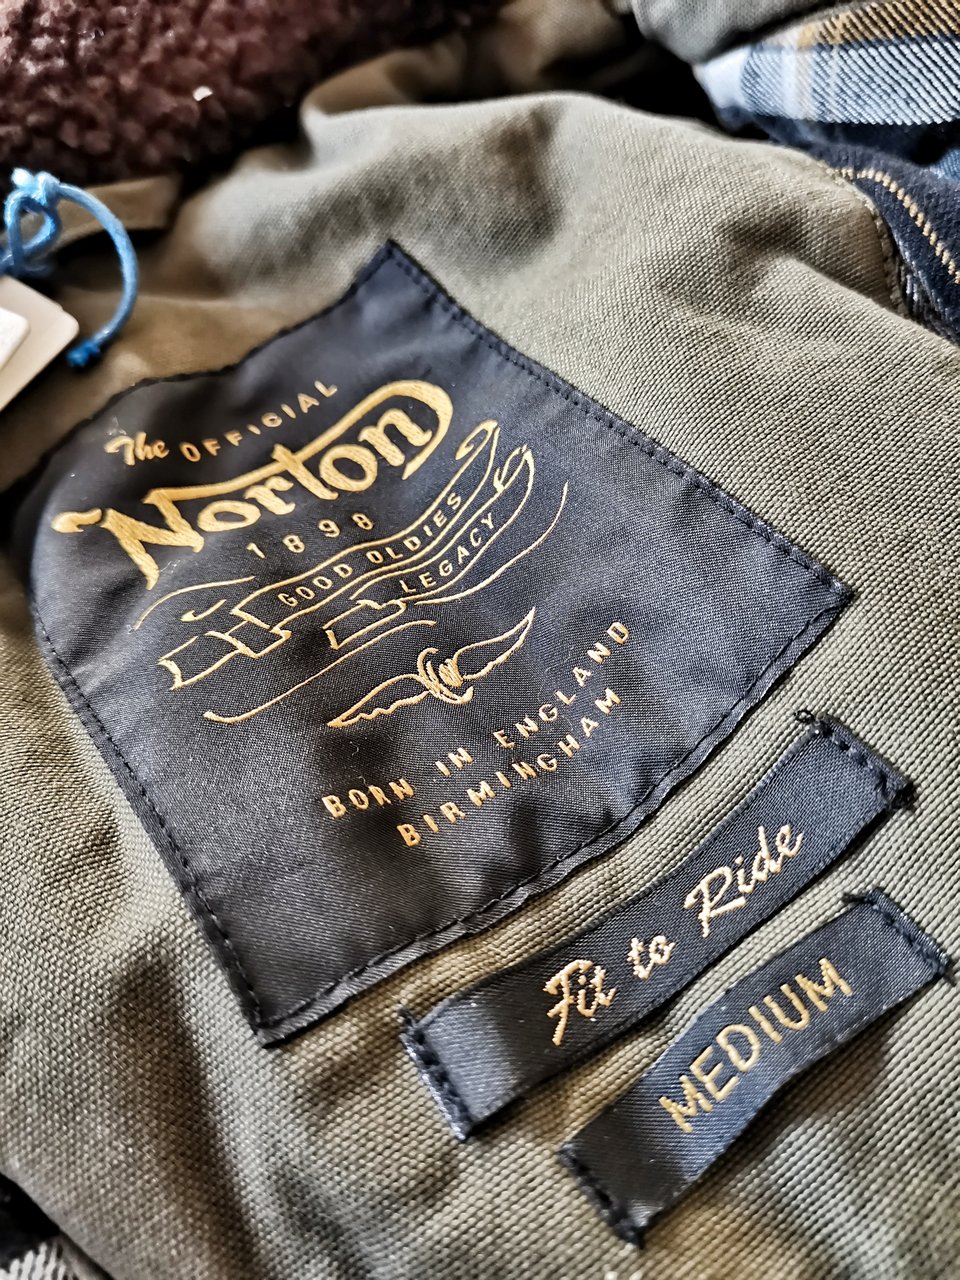 The OFFICIAL
Norton
1898
GOOD OLDIES
LEGACY
BORN IN ENGLAND
BIRMINGHAM
Fit to Ride
MEDIUM